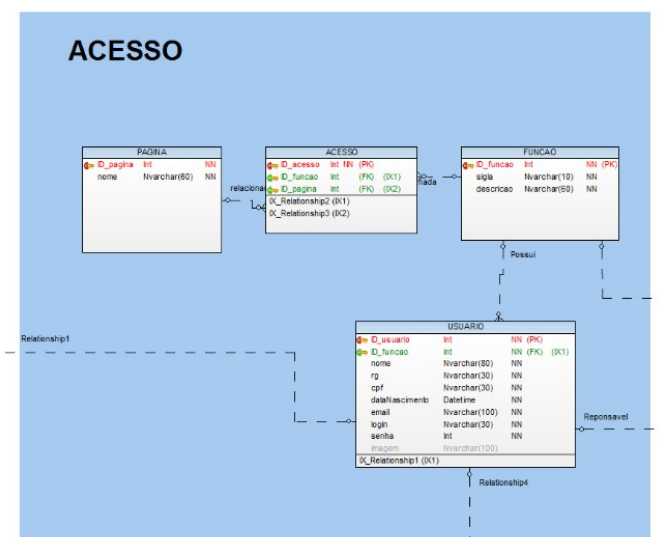 ACESSO
PAGINA
ID_pagina Int NN
nome Nvarchar(60) NN
ACESSO
ID_acesso Int NN (PK)
ID_funcao Int (FK) (IX1)
ID_pagina Int (FK) (IX2)
IX_Relationship2 (IX1)
IX_Relationship3 (IX2)
FUNCAO
ID_funcao Int NN (PK)
sigla Nvarchar(10) NN
descricao Nvarchar(60) NN
Possui
Relationship1
USUARIO
ID_usuario Int NN (PK)
ID_funcao Int NN (FK) (IX1)
nome Nvarchar(80) NN
rg Nvarchar(30) NN
cpf Nvarchar(30) NN
dataNascimento Datetime NN
email Nvarchar(100) NN
login Nvarchar(30) NN
senha Int NN
imagem Nvarchar(100)
IX_Relationship1 (IX1)
Reponsavel
Relationship4